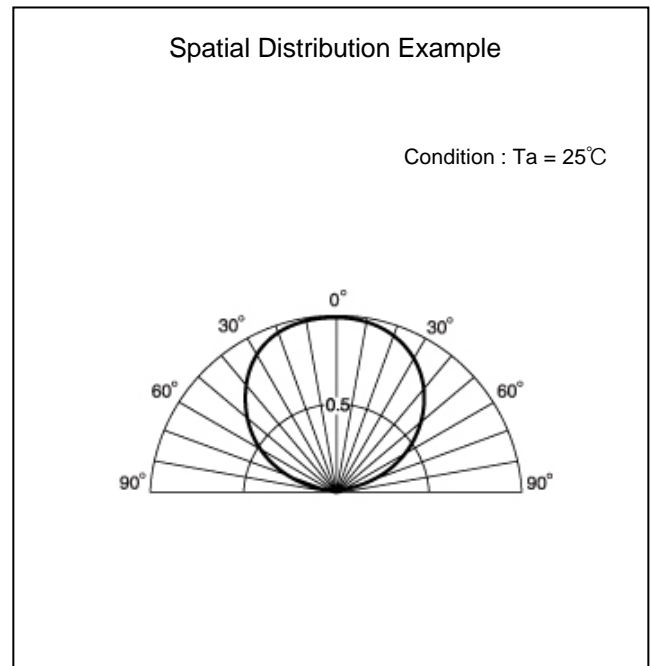 Spatial Distribution Example
Condition : Ta = 25℃
0°
30° 30°
60° 60°
0.5
90° 90°